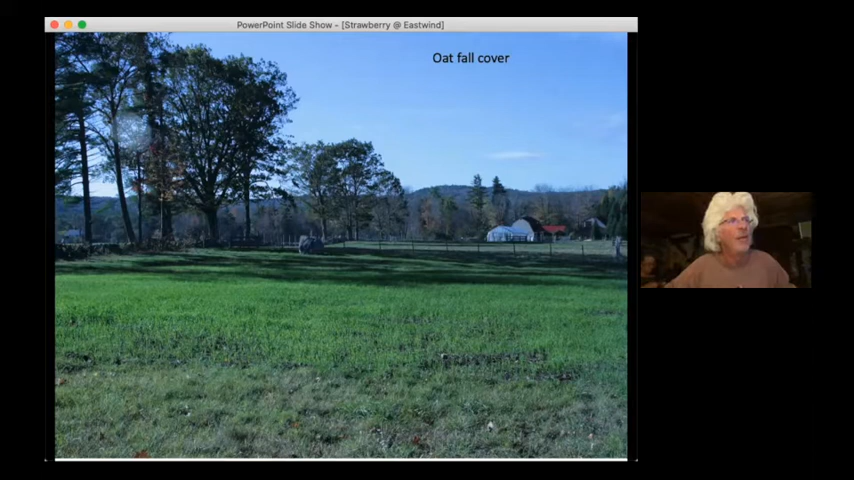 PowerPoint Slide Show - [Strawberry @ Eastwind]
Oat fall cover